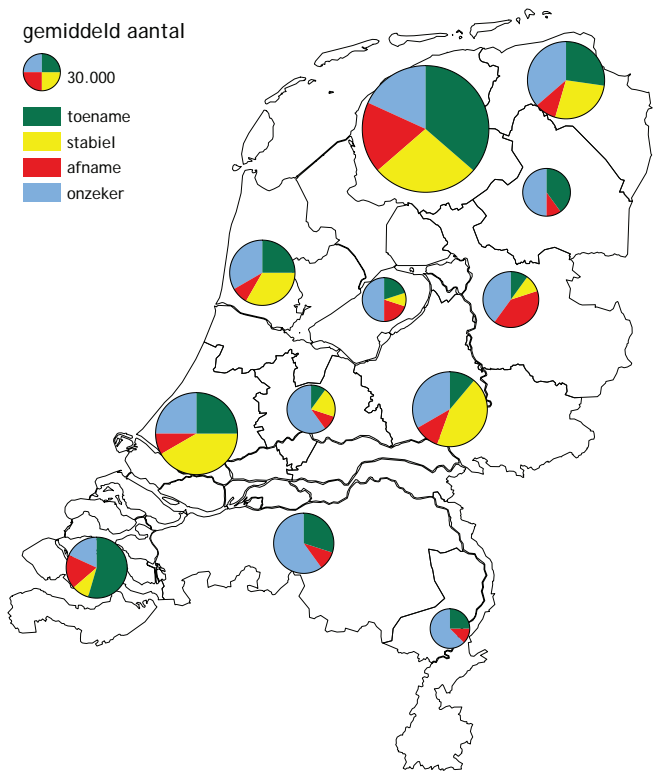 gemiddeld aantal
30.000
toename
stabiel
afname
onzeker